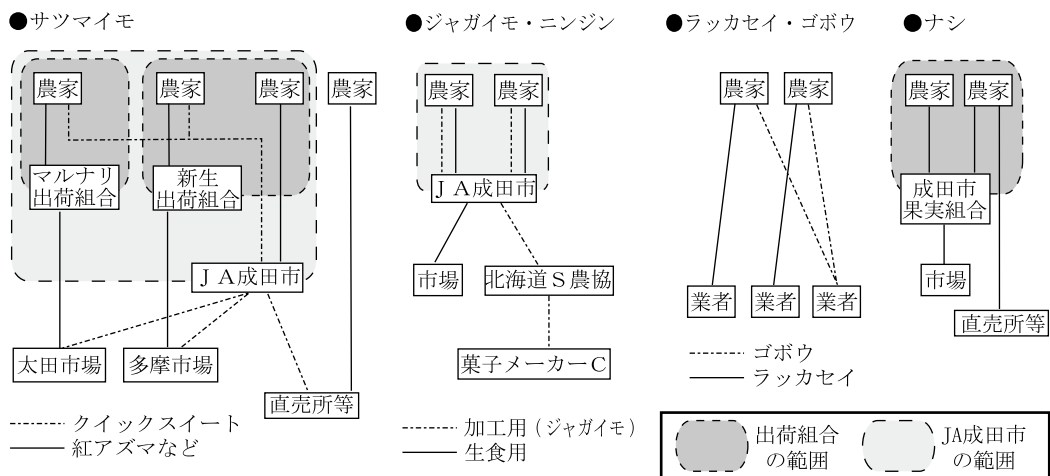 ●サツマイモ
農家
農家
農家
農家
マルナリ
出荷組合
新生
出荷組合
ＪＡ成田市
太田市場
多摩市場
直売所等
クイックスイート
紅アズマなど
●ジャガイモ・ニンジン
農家
農家
ＪＡ成田市
市場
北海道Ｓ農協
菓子メーカーＣ
加工用（ジャガイモ）
生食用
●ラッカセイ・ゴボウ
農家
農家
業者
業者
業者
ゴボウ
ラッカセイ
●ナシ
農家
農家
成田市
果実組合
市場
直売所等
出荷組合
の範囲
JA成田市
の範囲